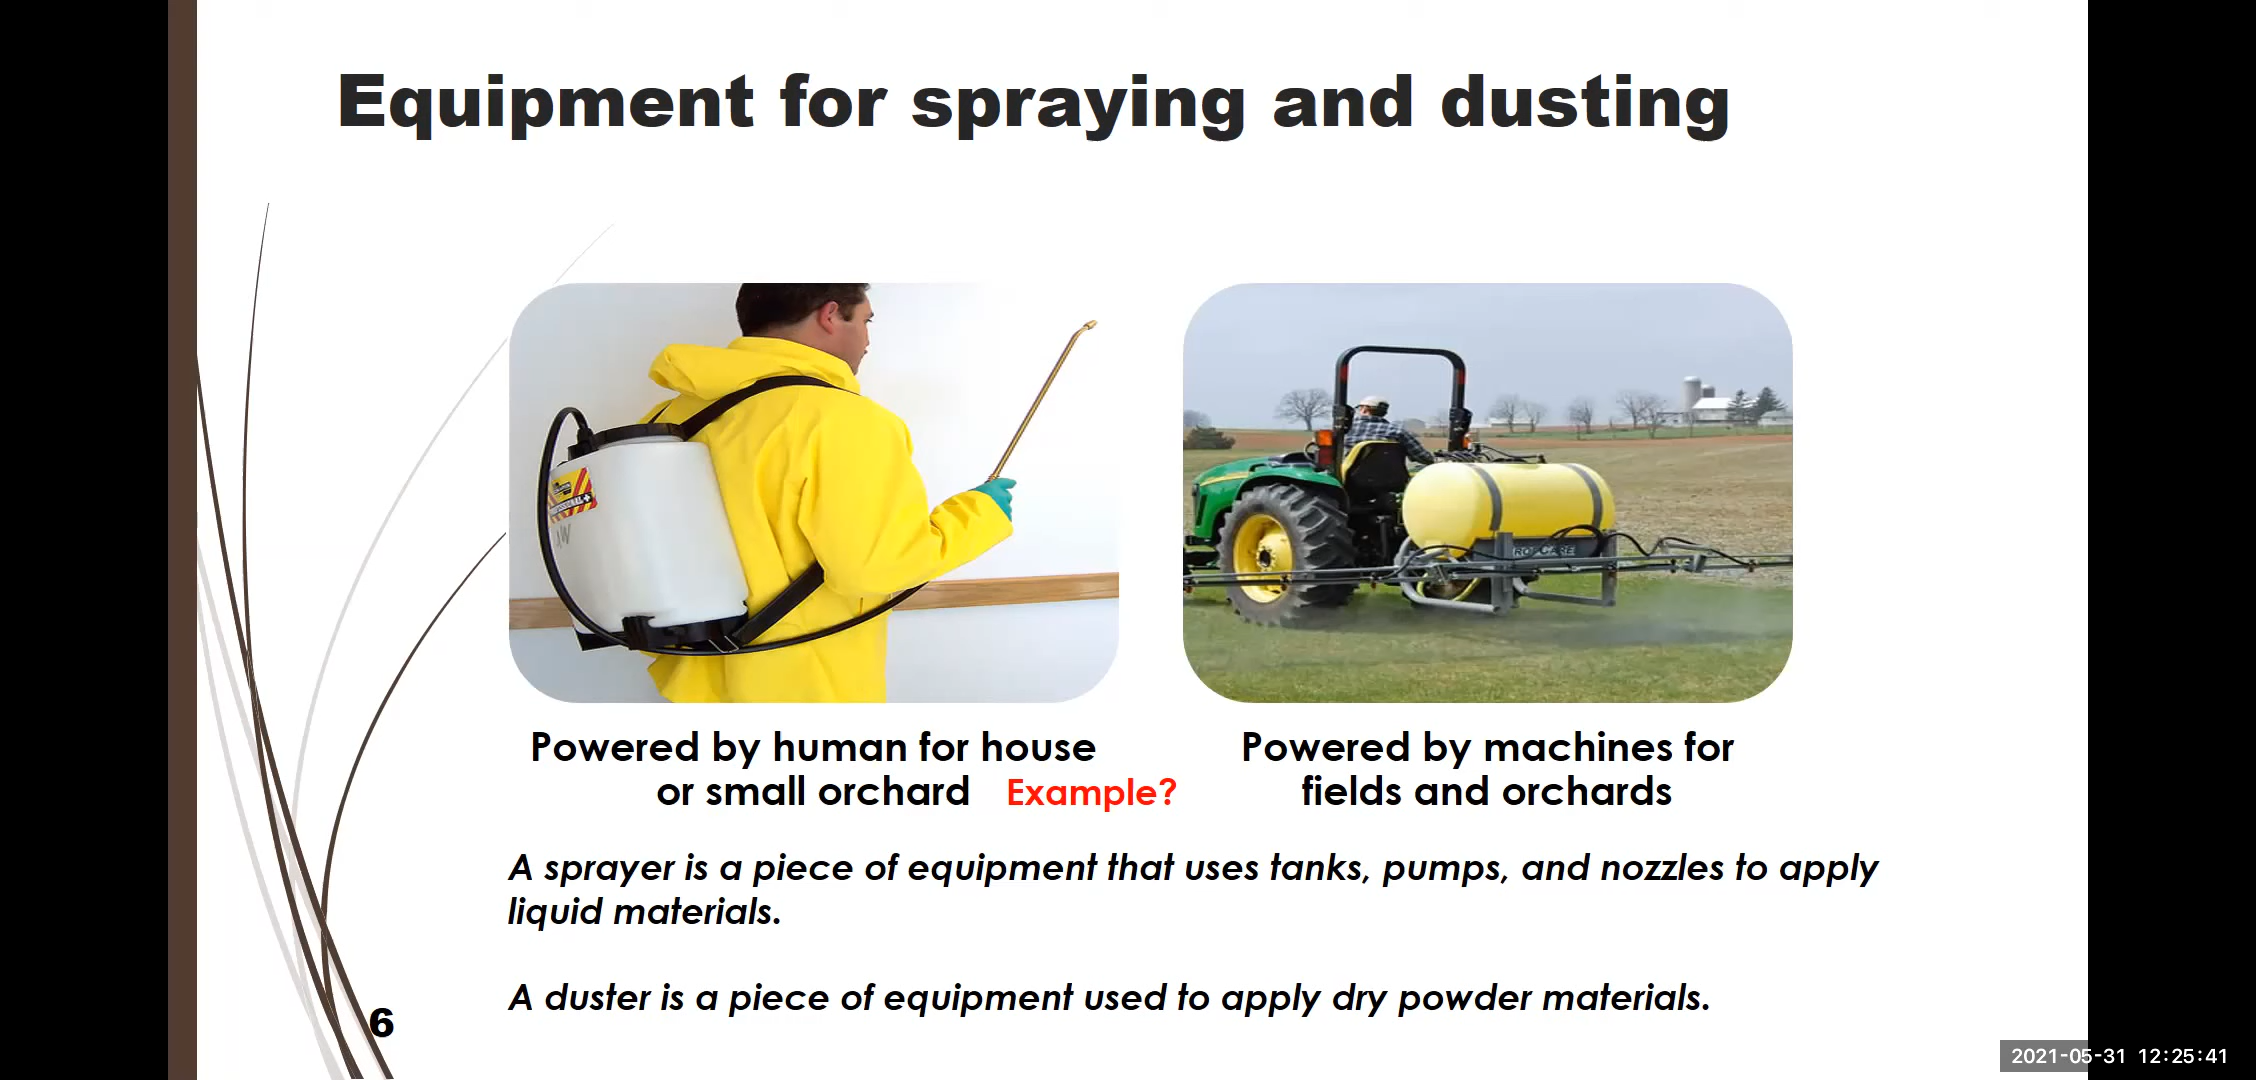 Equipment for spraying and dusting
Powered by human for house
or small orchard Example?
Powered by machines for
fields and orchards
A sprayer is a piece of equipment that uses tanks, pumps, and nozzles to apply
liquid materials.
A duster is a piece of equipment used to apply dry powder materials.
6
2021-05-31 12:25:41